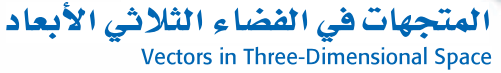 المتجهات في الفضاء الثلاثي الأبعاد
Vectors in Three-Dimensional Space